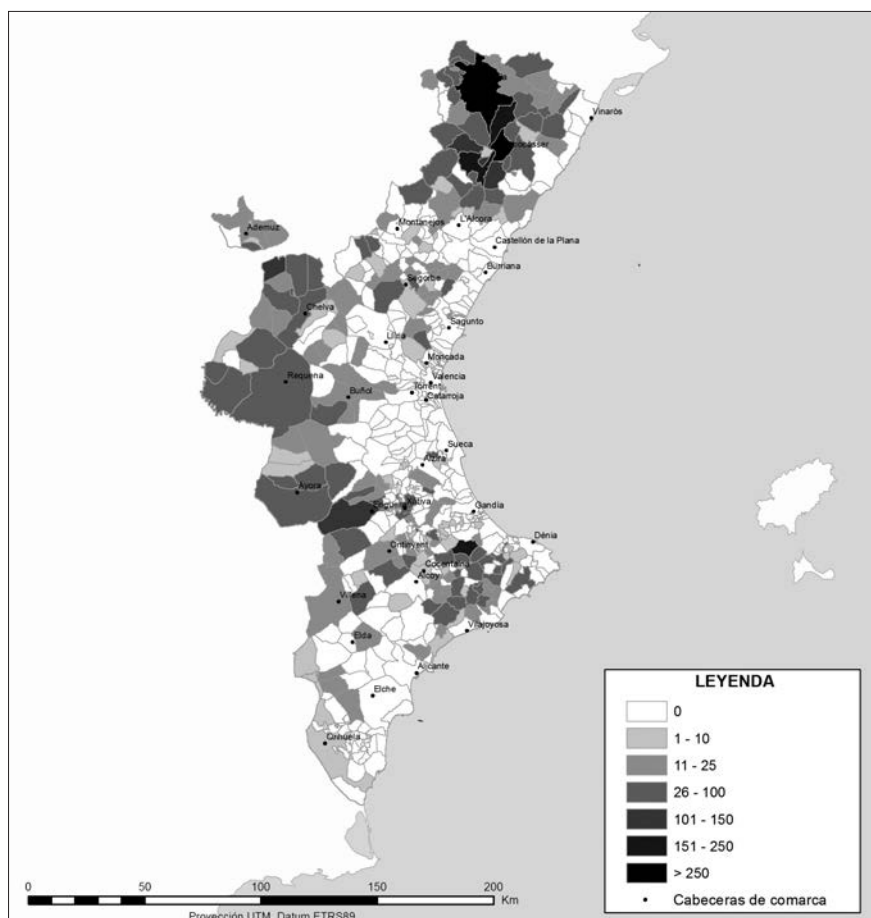 Vinaròs
Ademuz
Montanejos
L'Alcora
Castellón de la Plana
Burriana
Segorbe
Chelva
Sagunto
Llíria
Moncada
Requena
Valencia
Torrent
Buñol
Catarroja
Sueca
Alzira
Ayora
Xàtiva
Gandía
Dénia
Ontinyent
Cocentaina
Alcoy
Villena
Vilajoyosa
Elda
Alicante
Elche
Orihuela
LEYENDA
0
1 - 10
11 - 25
26 - 100
101 - 150
151 - 250
> 250
Cabeceras de comarca
0 50 100 150 200
Km
Proyección UTM. Datum ETRS89